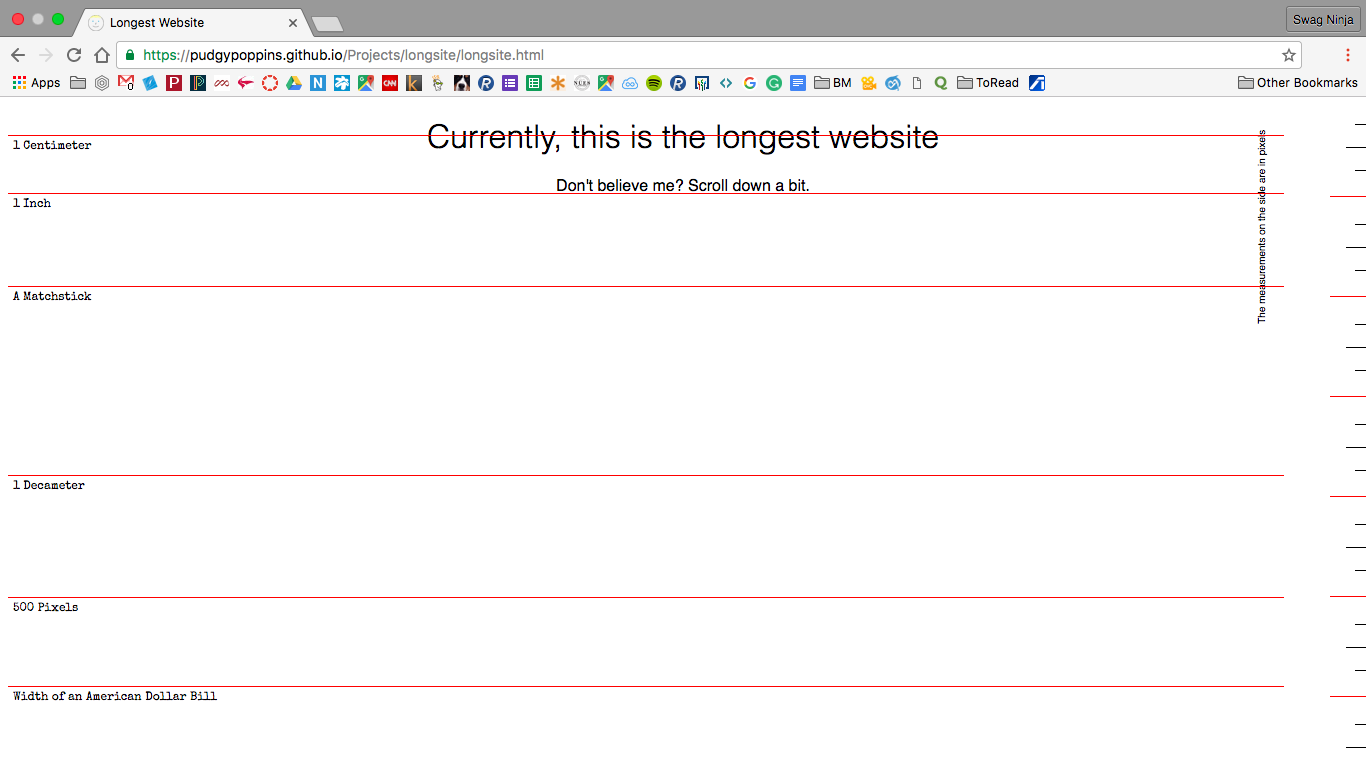 Longest Website
Swag Ninja
https://pudgypoppins.github.io/Projects/longsite/longsite.html
Apps
0
P
P
N
CNN
k
R
R
G
G
BM
Q
ToRead
Other Bookmarks
Currently, this is the longest website
1 Centimeter
Don't believe me? Scroll down a bit.
1 Inch
The measurements on the side are in pixels
A Matchstick
1 Decameter
500 Pixels
Width of an American Dollar Bill